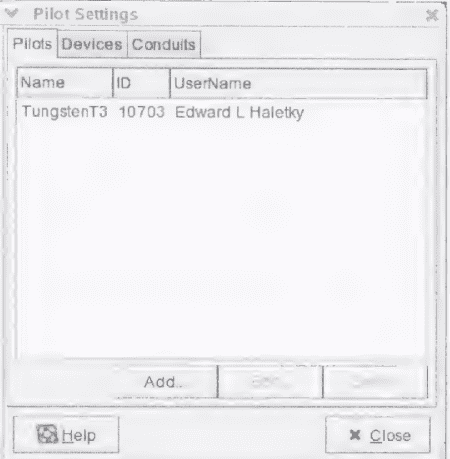 Pilot Settings
Pilots Devices Conduits
Name ID UserName
TungstenT3 10703 Edward L Haletky
Add..
Help Close